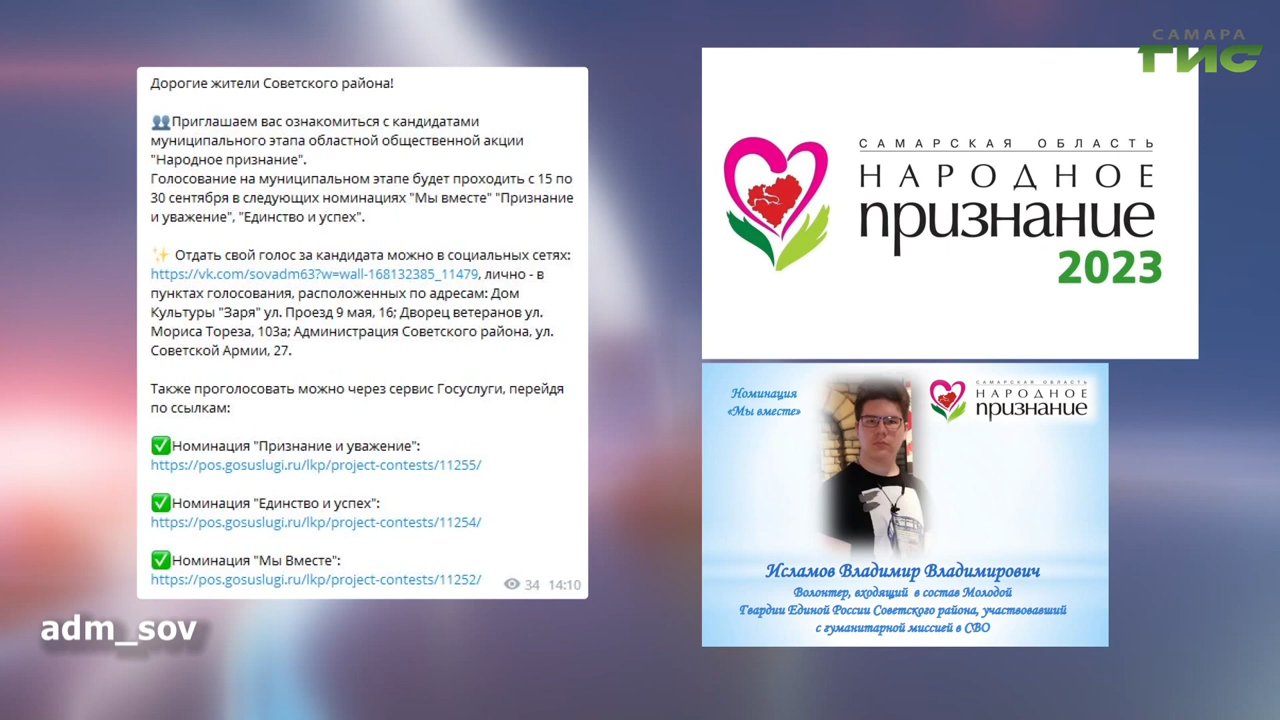 Дорогие жители Советского района!
Приглашаем вас ознакомиться с кандидатами
муниципального этапа областной общественной акции
"Народное признание".
Голосование на муниципальном этапе будет проходить с 15 по
30 сентября в следующих номинациях "Мы вместе" "Признание
и уважение", "Единство и успех".
Отдать свой голос за кандидата можно в социальных сетях:
https://vk.com/sovadm63?w=wall-168132385_11479, лично - в
пунктах голосования, расположенных по адресам: Дом
Культуры "Заря" ул. Проезд 9 мая, 16; Дворец ветеранов ул.
Мориса Тореза, 103а; Администрация Советского района, ул.
Советской Армии, 27.
Также проголосовать можно через сервис Госуслуги, перейдя
по ссылкам:
Номинация "Признание и уважение":
https://pos.gosuslugi.ru/lkp/project-contests/11255/
Номинация "Единство и успех":
https://pos.gosuslugi.ru/lkp/project-contests/11254/
Номинация "Мы Вместе":
https://pos.gosuslugi.ru/lkp/project-contests/11252/
34 14:10
adm_sov
САМАРА
ГИС
САМАРСКАЯ ОБЛАСТЬ
НАРОДНОЕ
признание
2023
Номинация
«Мы вместе»
САМАРСКАЯ ОБЛАСТЬ
НАРОДНОЕ
признание
Исламов Владимир Владимирович
Волонтер, входящий в состав Молодой
Гвардии Единой России Советского района, участвовавший
с гуманитарной миссией в СВО